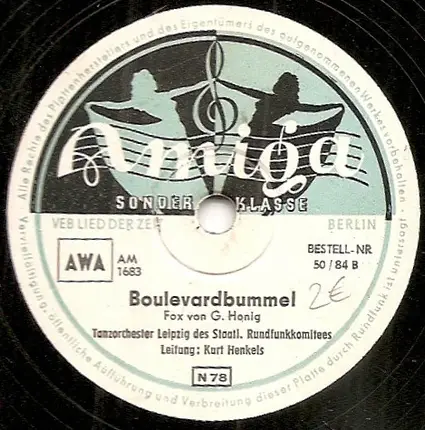 Alle Rechte des Plattenherstellers und des Eigentümers des aufgenommenen Werkes vorbehalten -
Amiga
SONDER KLASSE
VEB LIED DER ZEIT
BERLIN
AWA
AM
1683
BESTELL-NR.
50 / 84 B
2€
Boulevardbummel
Fox von G. Honig
Tanzorchester Leipzig des Staatl. Rundfunkkomitees
Leitung: Kurt Henkels
N 78
Vervielfältigung, öffentliche Aufführung und Verbreitung dieser Platte durch Rundfunk ist untersagt